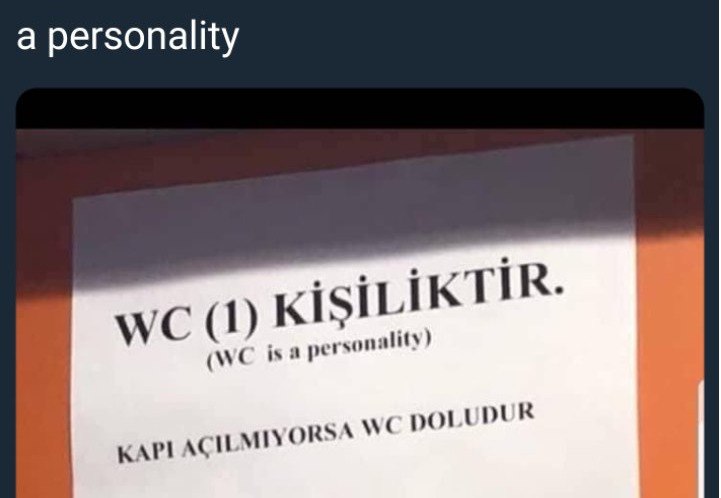 a personality
WC (1) KİŞİLİKTİR.
(WC is a personality)
KAPI AÇILMIYORSA WC DOLUDUR